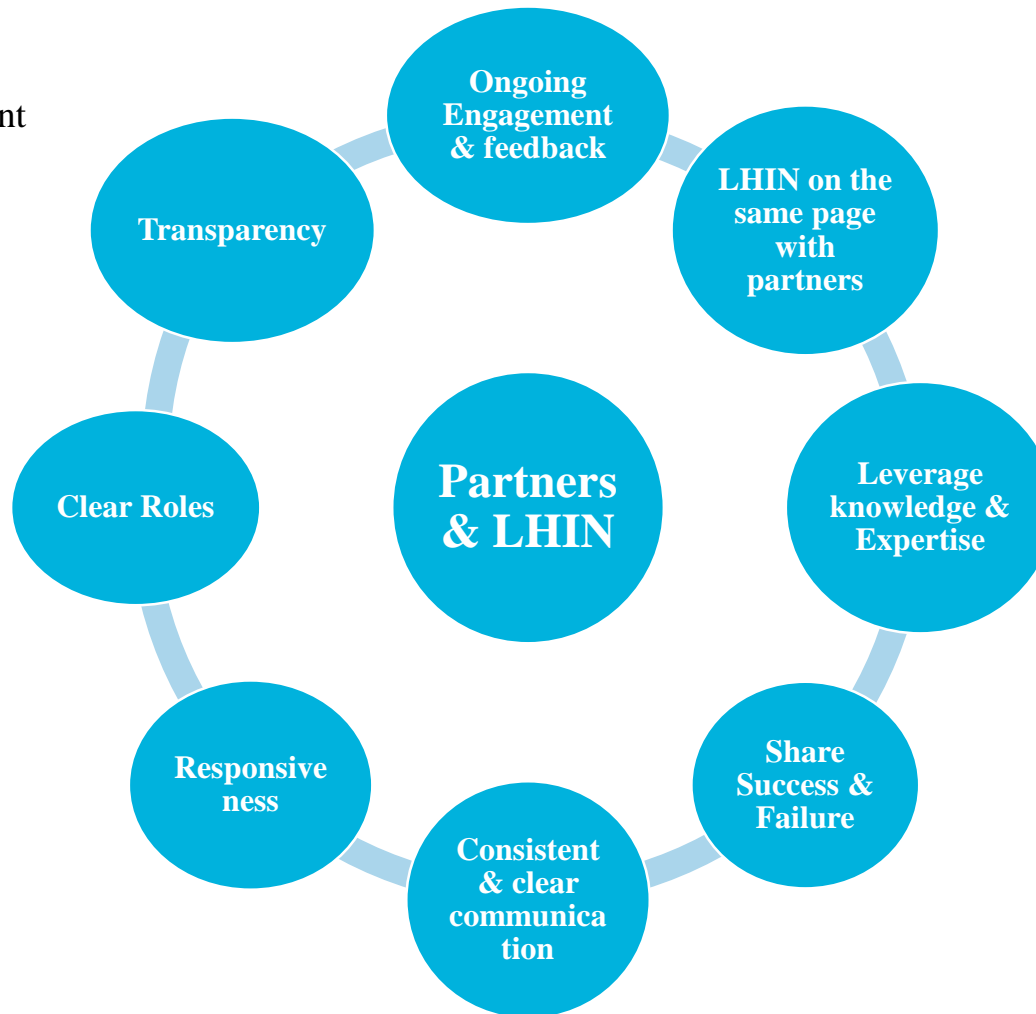 nt
Ongoing
Engagement
& feedback
LHIN on the
same page
with
partners
Leverage
knowledge &
Expertise
Share
Success &
Failure
Consistent
& clear
communica
tion
Responsive
ness
Clear Roles
Transparency
Partners
& LHIN